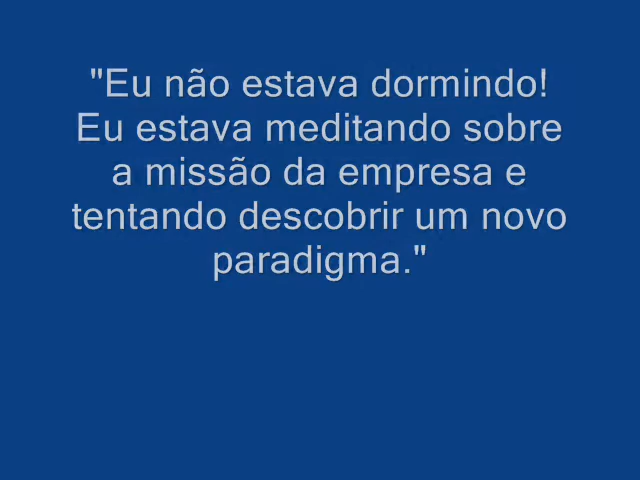 "Eu não estava dormindo!
Eu estava meditando sobre
a missão da empresa e
tentando descobrir um novo
paradigma."